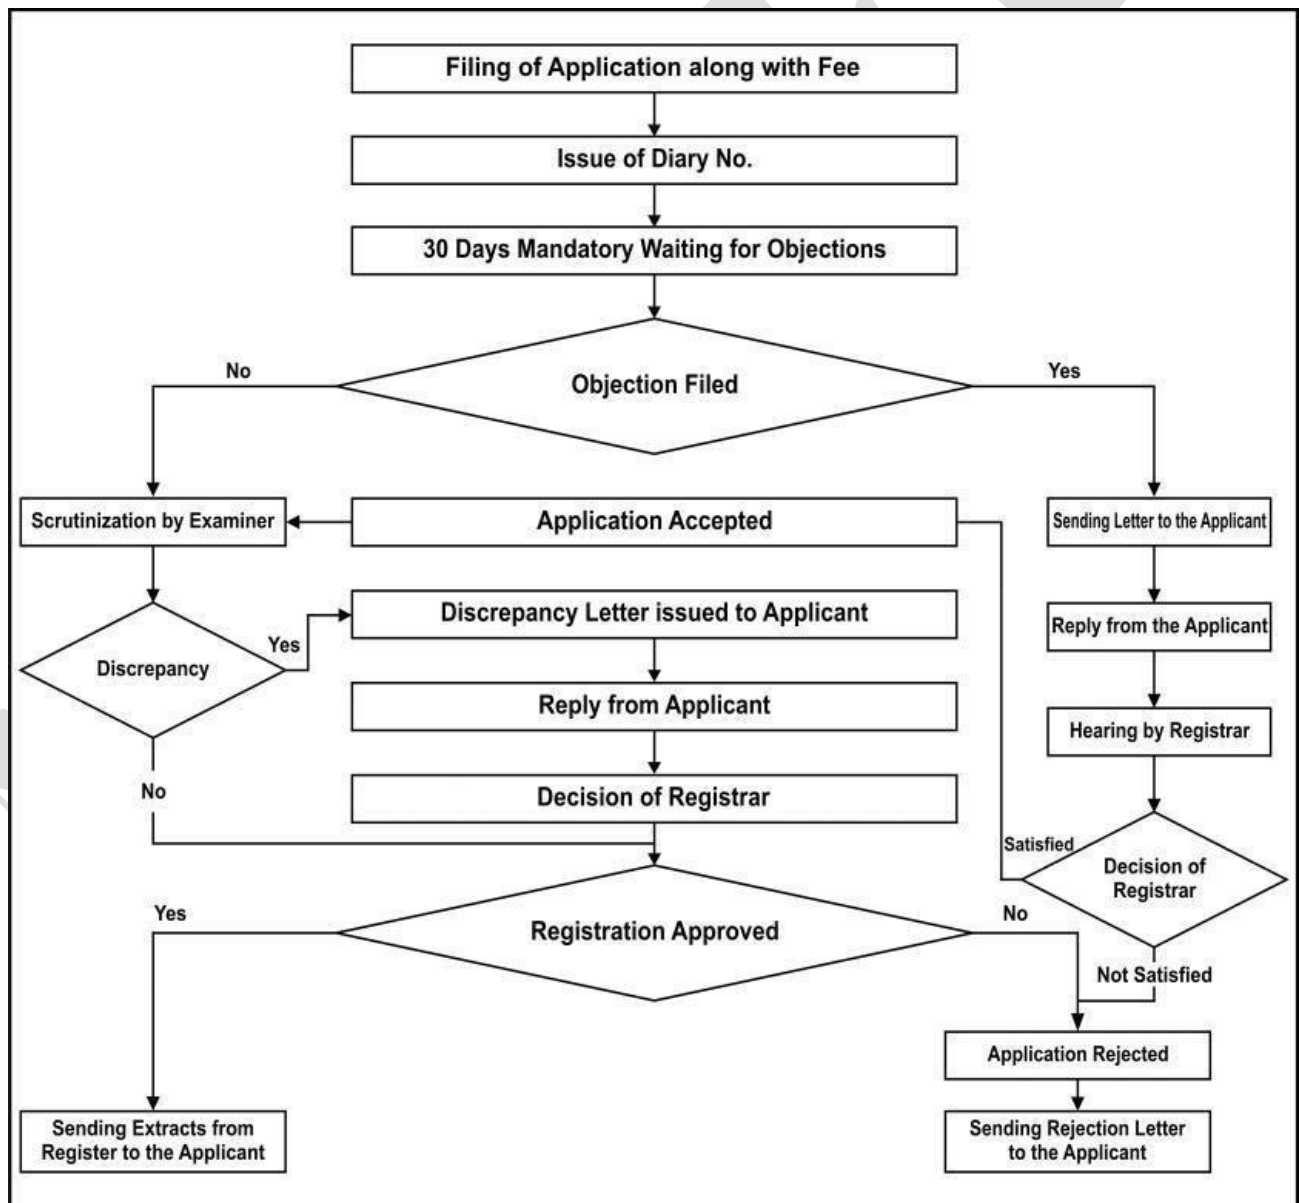 Filing of Application along with Fee
Issue of Diary No.
30 Days Mandatory Waiting for Objections
No
Yes
Objection Filed
Scrutinization by Examiner
Application Accepted
Sending Letter to the Applicant
Discrepancy Letter issued to Applicant
Reply from the Applicant
Yes
Discrepancy
Reply from Applicant
Hearing by Registrar
No
Decision of Registrar
Satisfied
Decision of
Registrar
Yes
No
Registration Approved
Not Satisfied
Application Rejected
Sending Extracts from
Register to the Applicant
Sending Rejection Letter
to the Applicant